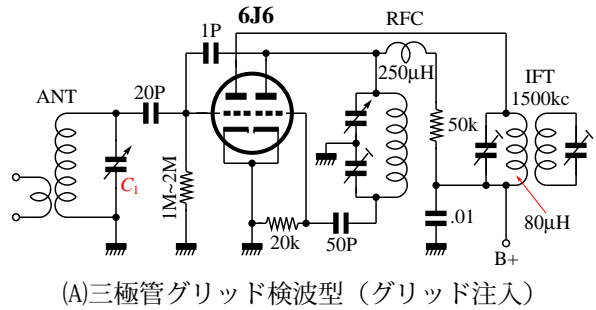 6J6
RFC
1P
250μH
IFT
1500kc
ANT
20P
50k
C1
1M~2M
.01
20k
50P
80μH
B+
(A)三極管グリッド検波型（グリッド注入）